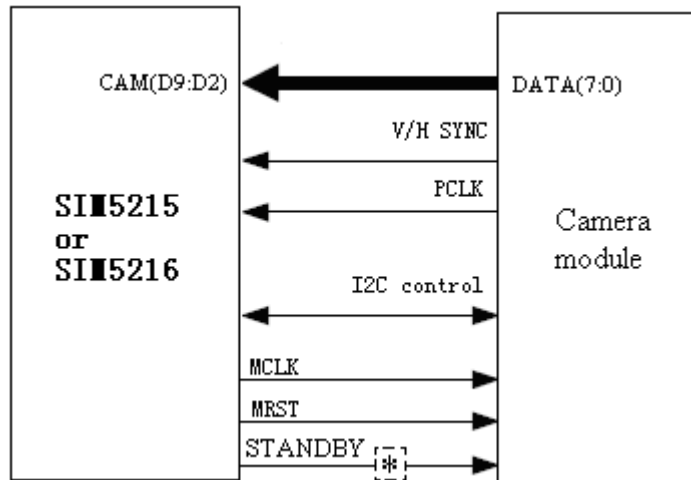 CAM(D9:D2)
DATA(7:0)
V/H SYNC
PCLK
SIM5215
or
SIM5216
Camera
module
I2C control
MCLK
MRST
STANDBY
*